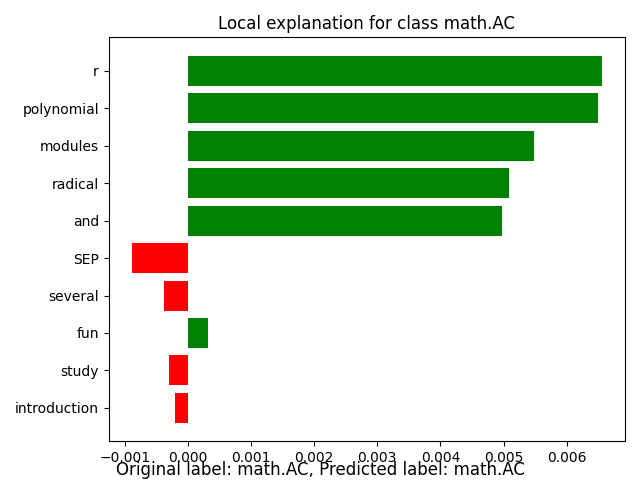 Local explanation for class math.AC
r
polynomial
modules
radical
and
SEP
several
fun
study
introduction
−0.001 0.000 0.001 0.002 0.003 0.004 0.005 0.006
Original label: math.AC, Predicted label: math.AC